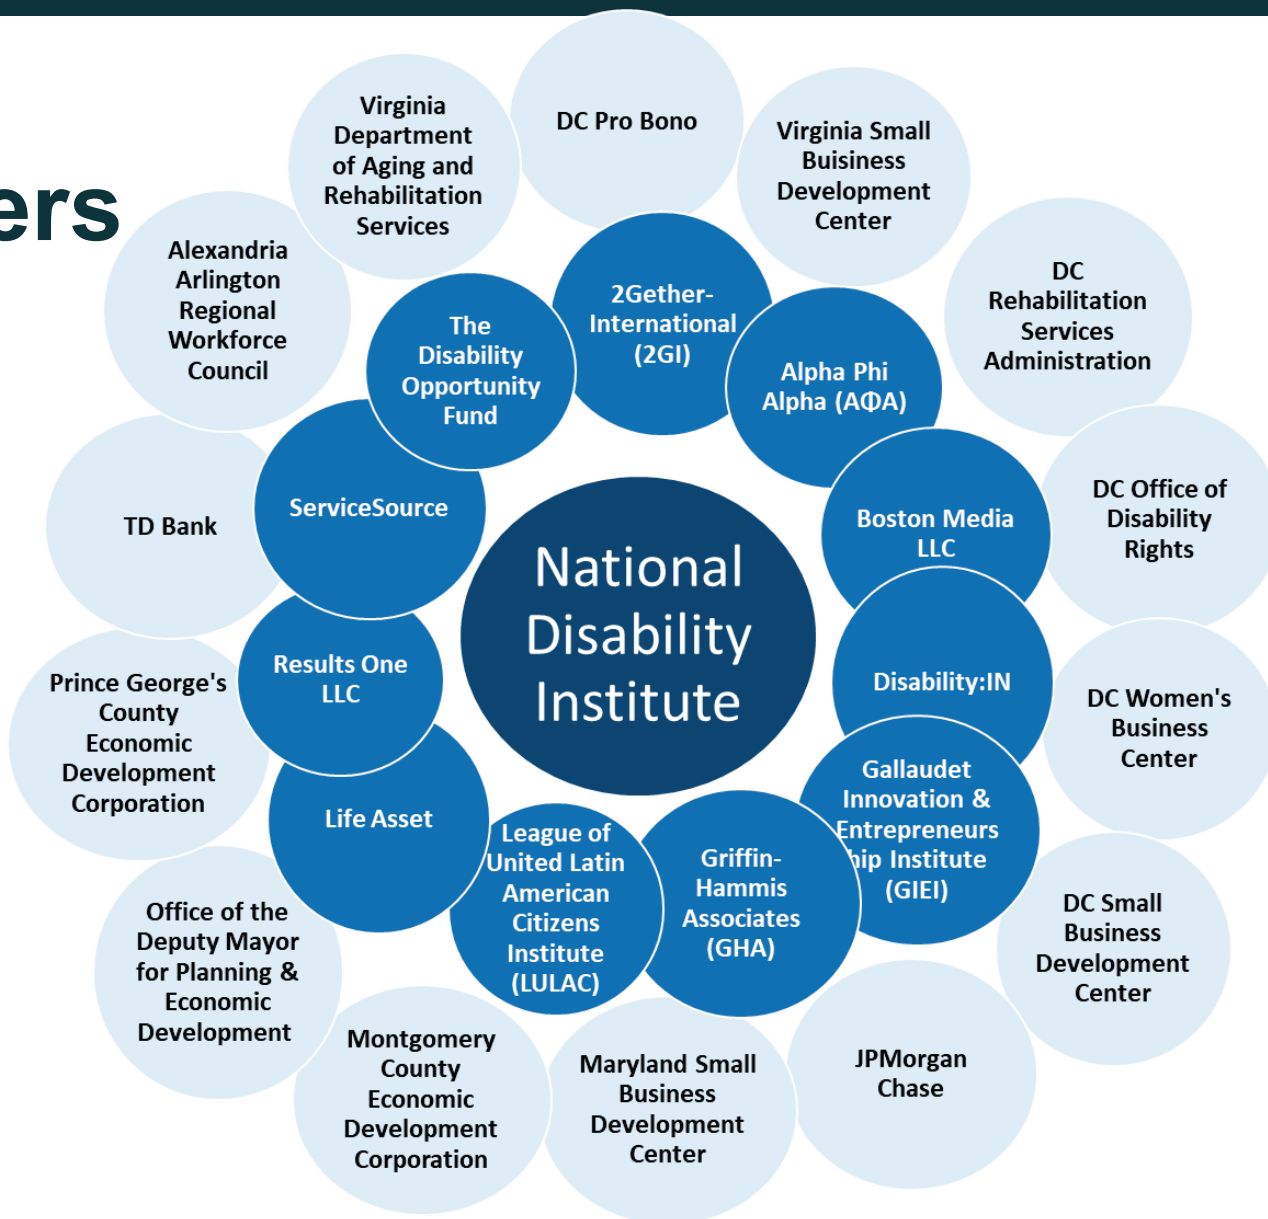 ers
DC Pro Bono
Virginia Small
Buisiness
Development
Center
DC
Rehabilitation
Services
Administration
DC Office of
Disability
Rights
DC Women's
Business
Center
DC Small
Business
Development
Center
JPMorgan
Chase
Maryland Small
Business
Development
Center
Montgomery
County
Economic
Development
Corporation
Office of the
Deputy Mayor
for Planning &
Economic
Development
Prince George's
County
Economic
Development
Corporation
TD Bank
Alexandria
Arlington
Regional
Workforce
Council
Virginia
Department
of Aging and
Rehabilitation
Services
2Gether-
International
(2GI)
Alpha Phi
Alpha (AΦA)
Boston Media
LLC
Disability:IN
Gallaudet
Innovation &
Entrepreneurs
hip Institute
(GIEI)
Griffin-
Hammis
Associates
(GHA)
League of
United Latin
American
Citizens
Institute
(LULAC)
Life Asset
Results One
LLC
ServiceSource
The
Disability
Opportunity
Fund
National
Disability
Institute